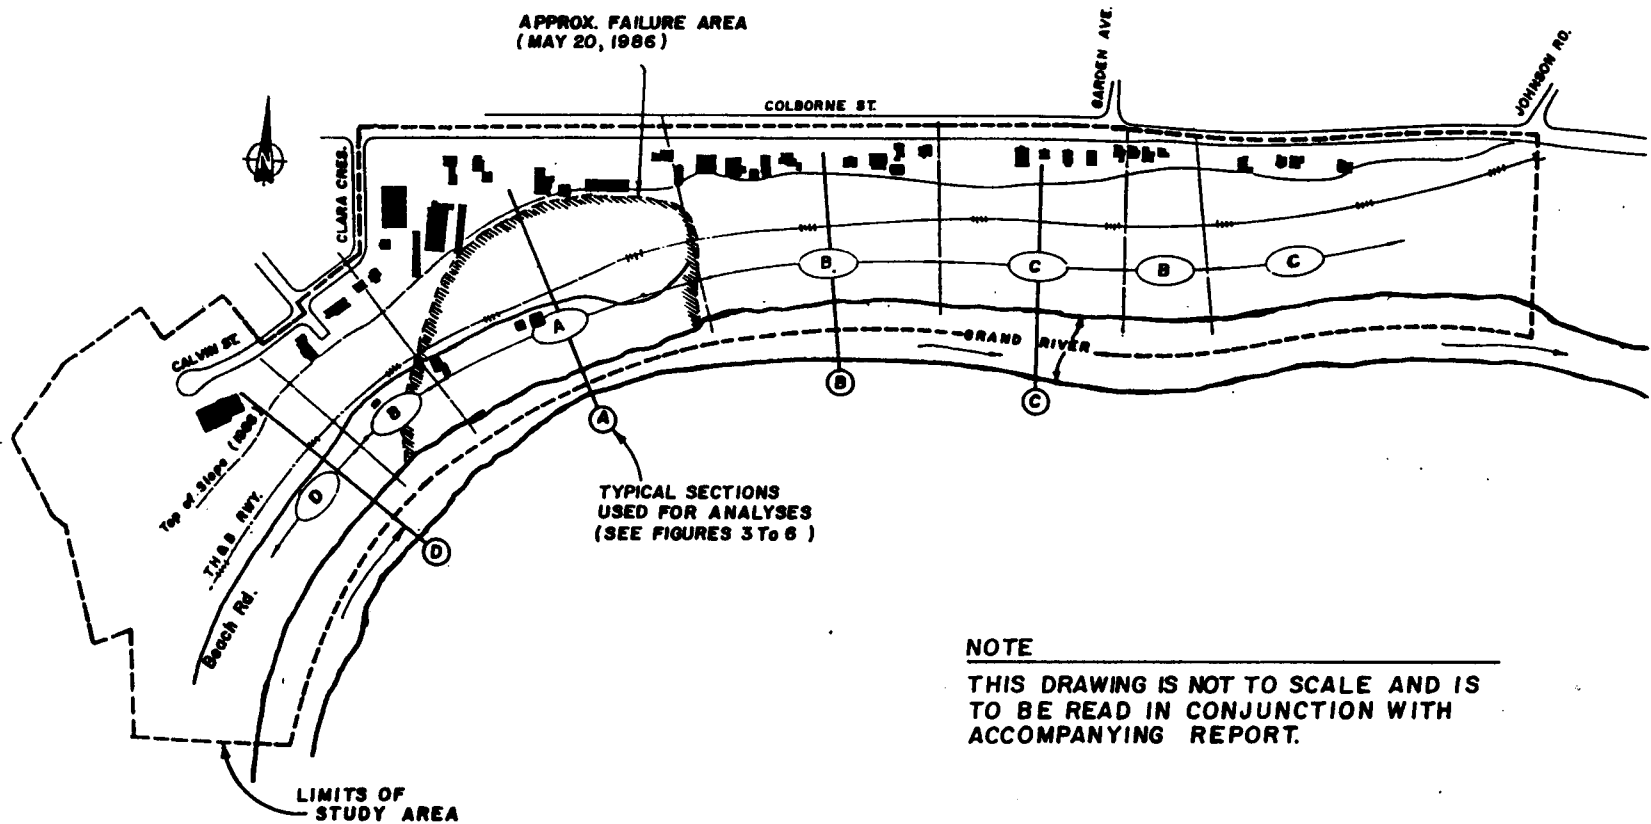 APPROX. FAILURE AREA
(MAY 20, 1986)
COLBORNE ST.
GARDEN AVE.
JOHNSON RD.
N
CLARA CRES.
CALVIN ST.
B
C
B
C
A
B
D
GRAND RIVER
Top of Slope (1986
TH&B RWY.
Beach Rd.
A
B
C
D
TYPICAL SECTIONS
USED FOR ANALYSES
(SEE FIGURES 3 To 6 )
NOTE
THIS DRAWING IS NOT TO SCALE AND IS
TO BE READ IN CONJUNCTION WITH
ACCOMPANYING REPORT.
LIMITS OF
STUDY AREA